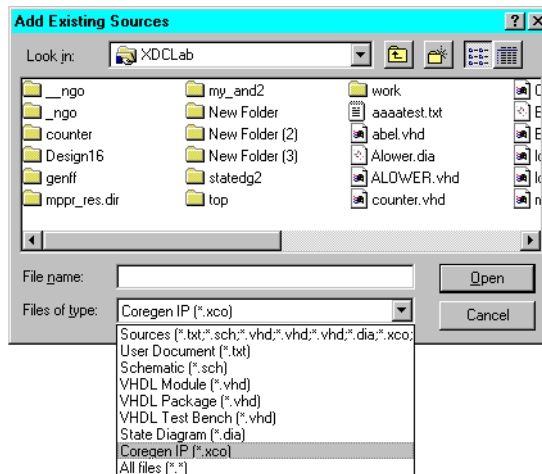 Add Existing Sources
Look in: XDCLab
__ngo my_and2 work
_ngo New Folder aaaatest.txt
counter New Folder (2) abel.vhd
Design16 New Folder (3) Alower.dia
genff statedg2 ALOWER.vhd
mppr_res.dir top counter.vhd
File name: Open
Files of type: Coregen IP (*.xco) Cancel
Sources (*.txt;*.sch;*.vhd;*.vhd;*.vhd;*.dia;*.xco;
User Document (*.txt)
Schematic (*.sch)
VHDL Module (*.vhd)
VHDL Package (*.vhd)
VHDL Test Bench (*.vhd)
State Diagram (*.dia)
Coregen IP (*.xco)
All files (*.*)